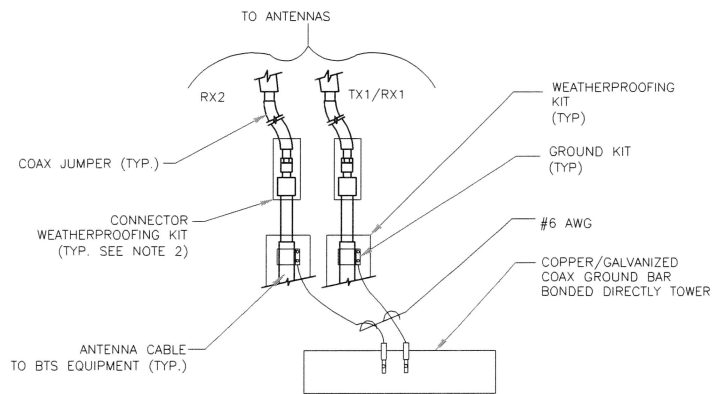 TO ANTENNAS
RX2
TX1/RX1
WEATHERPROOFING
KIT
(TYP)
COAX JUMPER (TYP.)
GROUND KIT
(TYP)
CONNECTOR
WEATHERPROOFING KIT
(TYP. SEE NOTE 2)
#6 AWG
COPPER/GALVANIZED
COAX GROUND BAR
BONDED DIRECTLY TOWER
ANTENNA CABLE
TO BTS EQUIPMENT (TYP.)